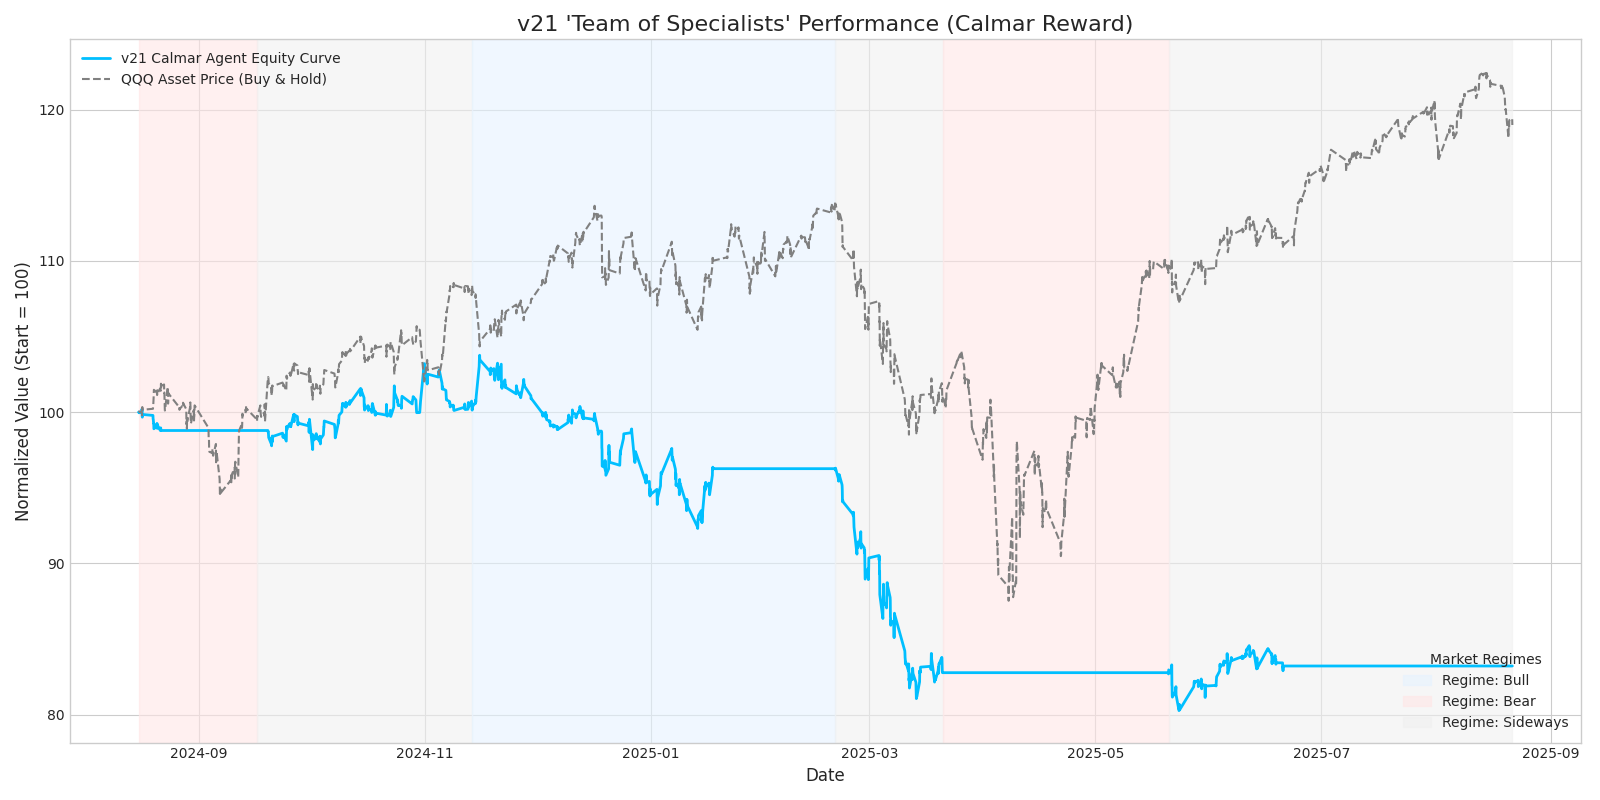 v21 'Team of Specialists' Performance (Calmar Reward)
v21 Calmar Agent Equity Curve
QQQ Asset Price (Buy & Hold)
Normalized Value (Start = 100)
120
110
100
90
80
Market Regimes
Regime: Bull
Regime: Bear
Regime: Sideways
2024-09
2024-11
2025-01
2025-03
2025-05
2025-07
2025-09
Date